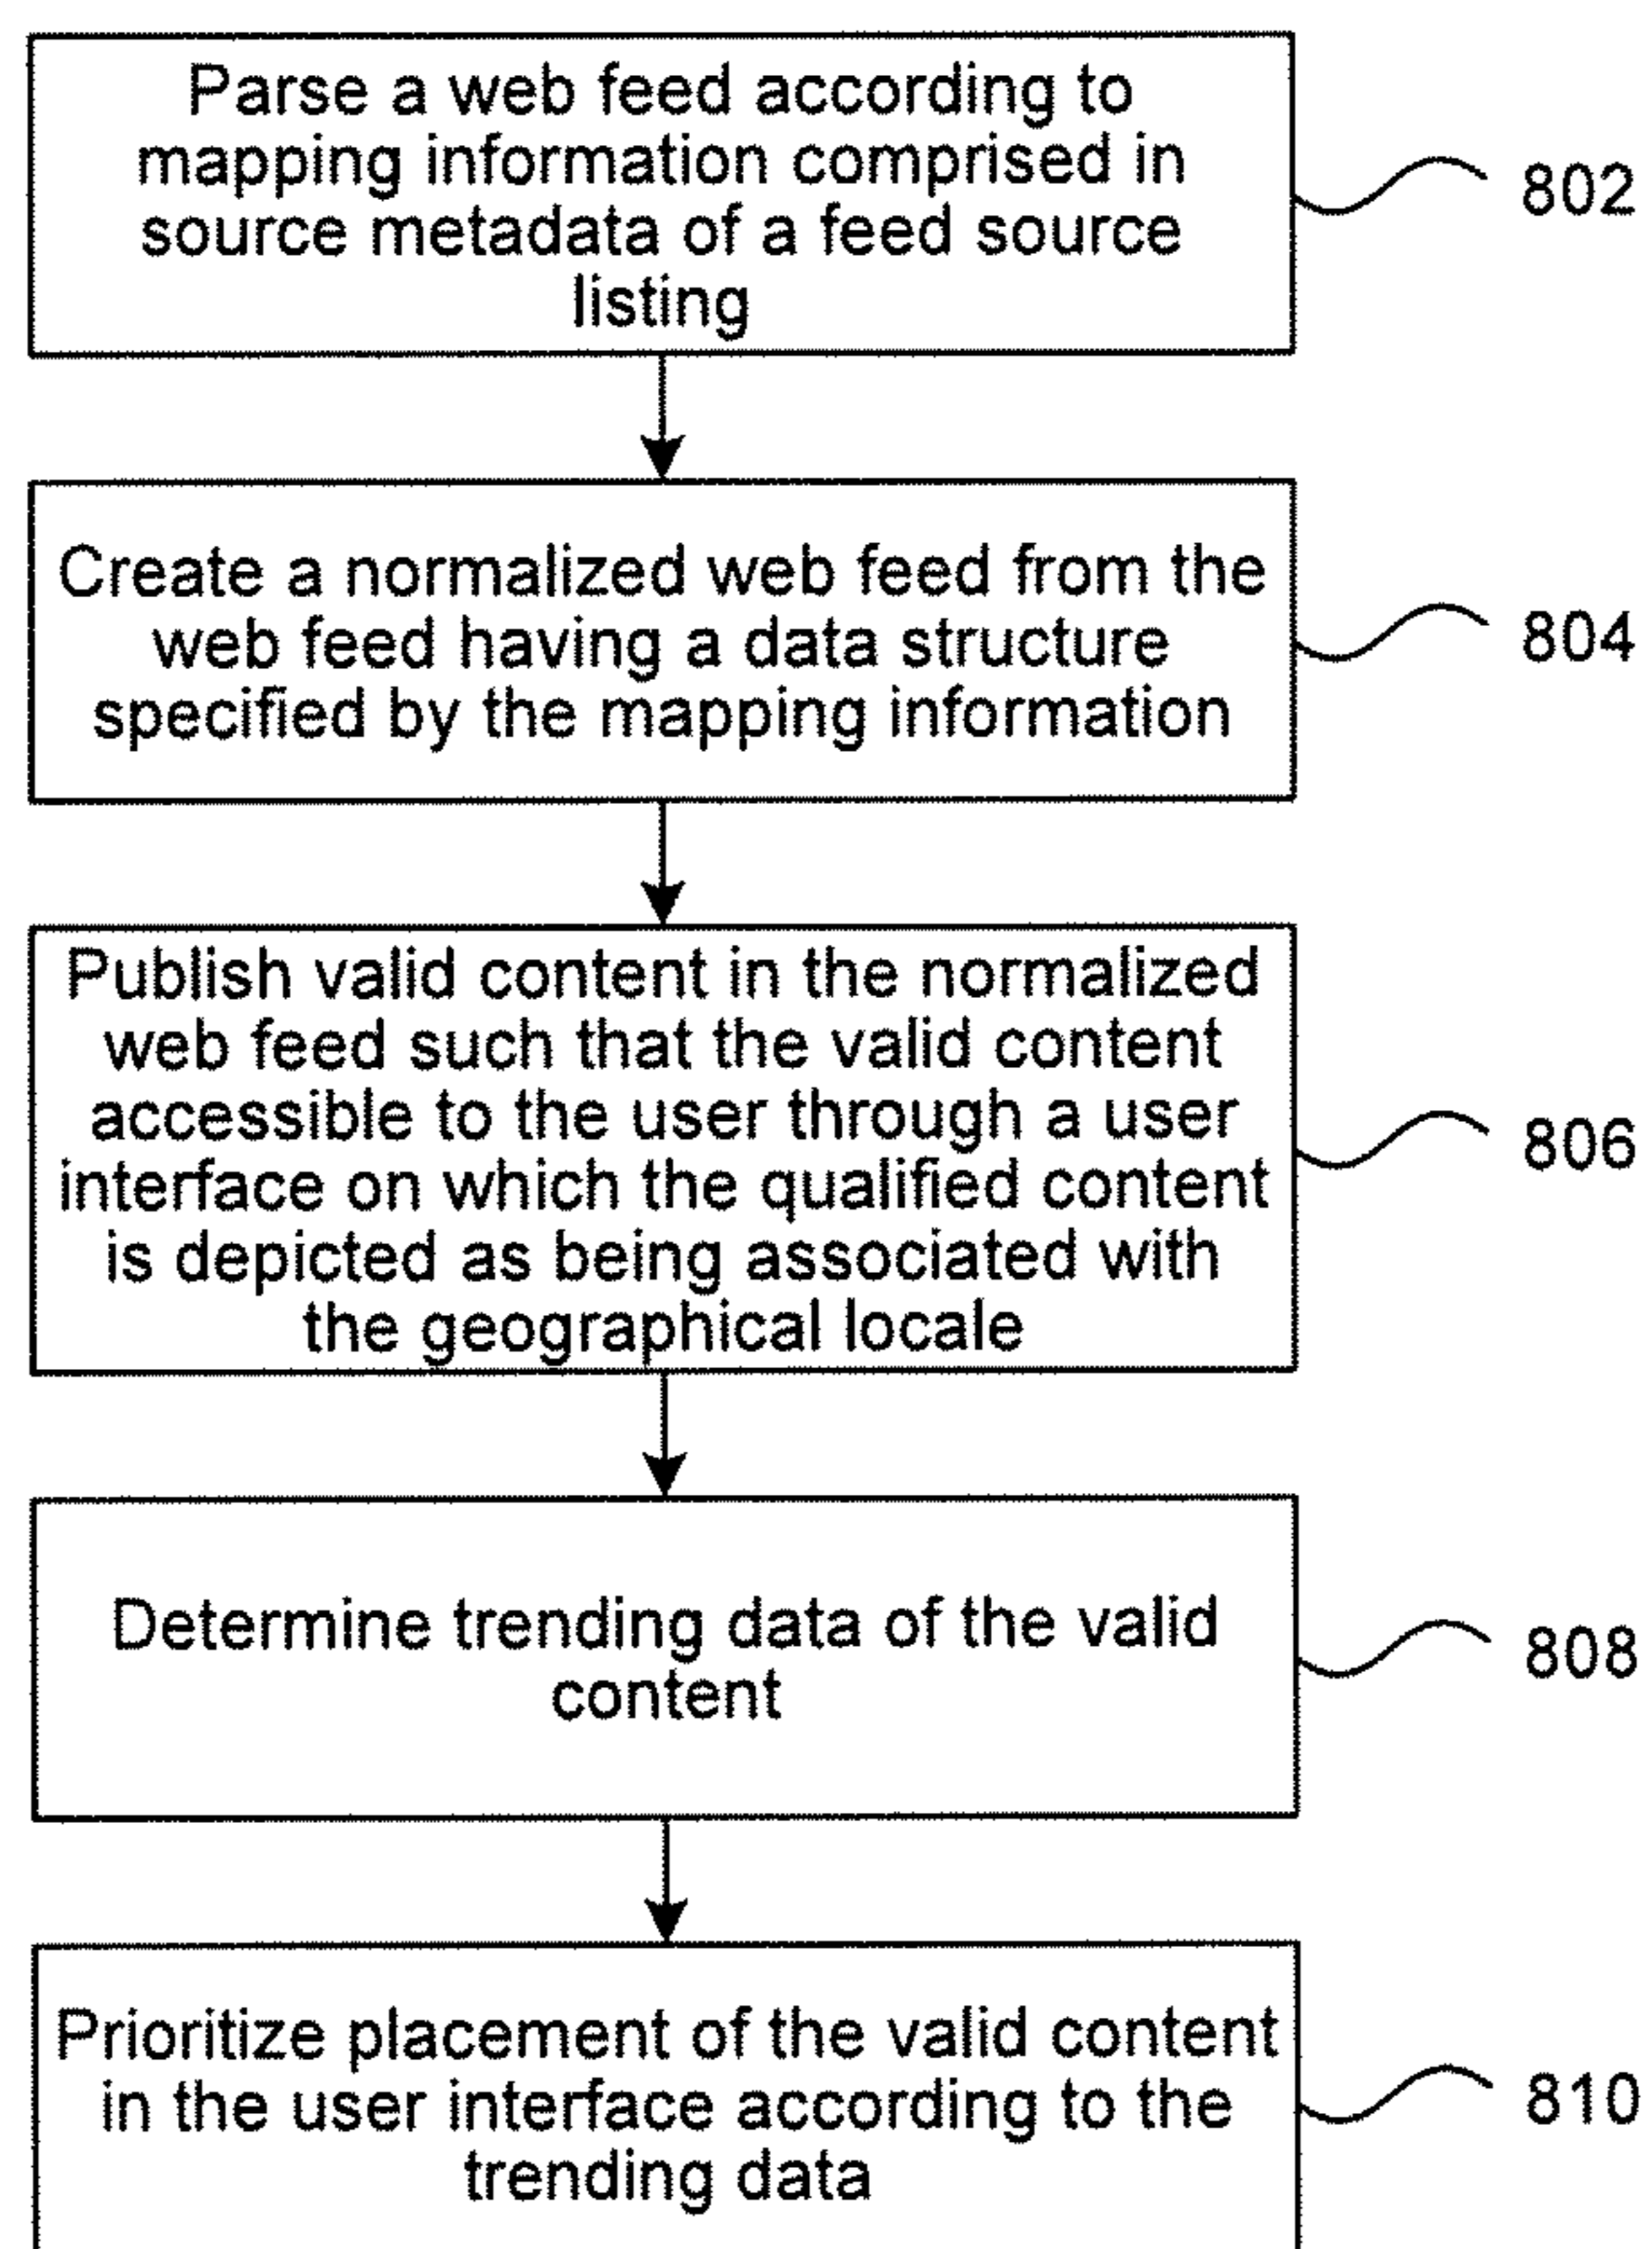 Parse a web feed according to
mapping information comprised in
source metadata of a feed source
listing
802
Create a normalized web feed from the
web feed having a data structure
specified by the mapping information
804
Publish valid content in the normalized
web feed such that the valid content
accessible to the user through a user
interface on which the qualified content
is depicted as being associated with
the geographical locale
806
Determine trending data of the valid
content
808
Prioritize placement of the valid content
in the user interface according to the
trending data
810